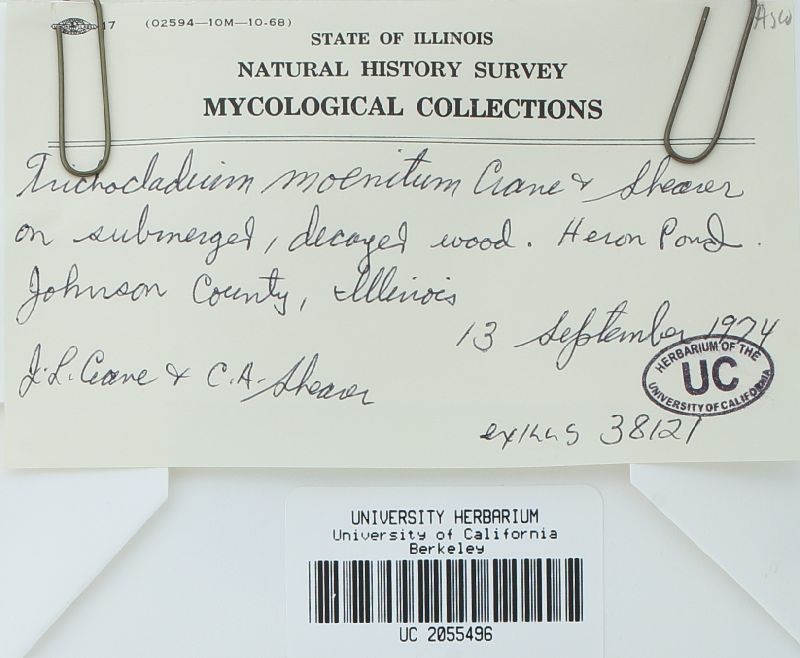 17 (02594—10M—10-68)
Asco
STATE OF ILLINOIS
NATURAL HISTORY SURVEY
MYCOLOGICAL COLLECTIONS
Trichocladium moenitum Crane & Shearer
on submerged, decayed wood. Heron Pond.
Johnson County, Illinois
13 September 1974
J.L. Crane & C.A. Shearer
HERBARIUM OF THE
UC
UNIVERSITY OF CALIFORNIA
ex ILLS 38121
UNIVERSITY HERBARIUM
University of California
Berkeley
UC 2055496